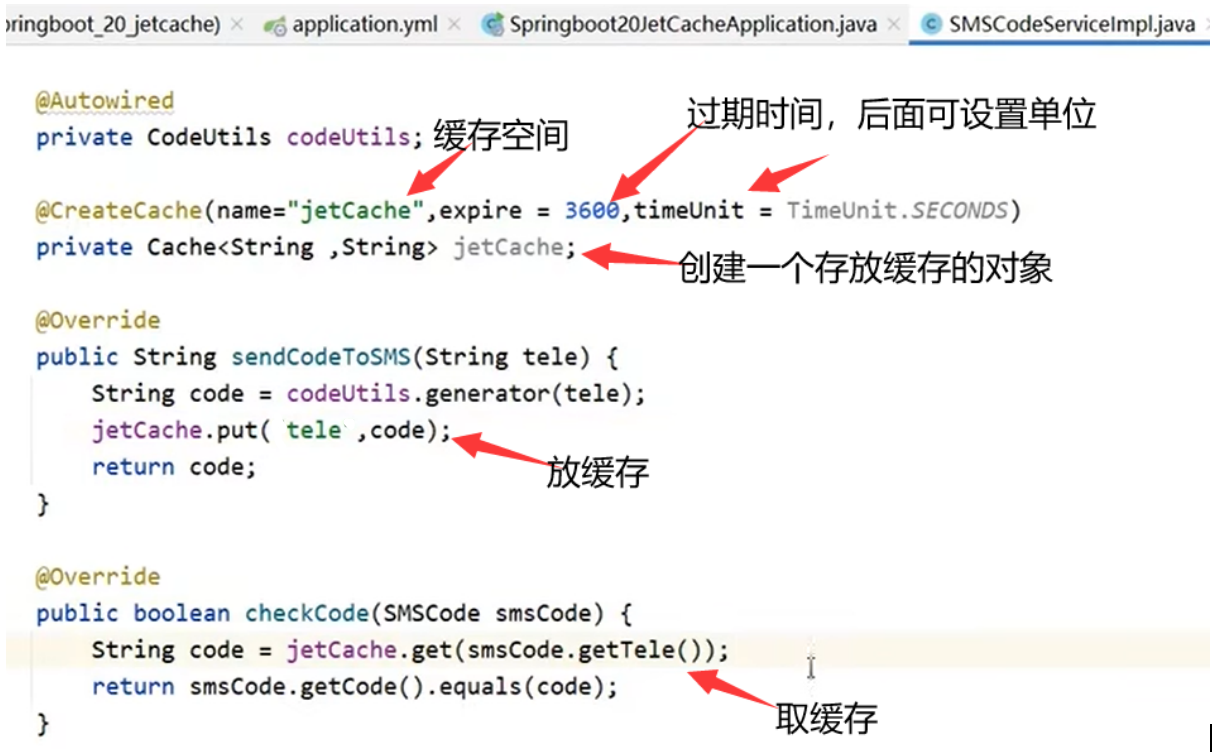 pringboot_20_jetcache) × application.yml × Springboot20JetCacheApplication.java × SMSCodeServiceImpl.java
@Autowired
private CodeUtils codeUtils;
缓存空间
过期时间，后面可设置单位
@CreateCache(name="jetCache",expire = 3600,timeUnit = TimeUnit.SECONDS)
private Cache<String ,String> jetCache;
创建一个存放缓存的对象
@Override
public String sendCodeToSMS(String tele) {
String code = codeUtils.generator(tele);
jetCache.put( `tele` ,code);
放缓存
return code;
}
@Override
public boolean checkCode(SMSCode smsCode) {
String code = jetCache.get(smsCode.getTele());
return smsCode.getCode().equals(code);
取缓存
}